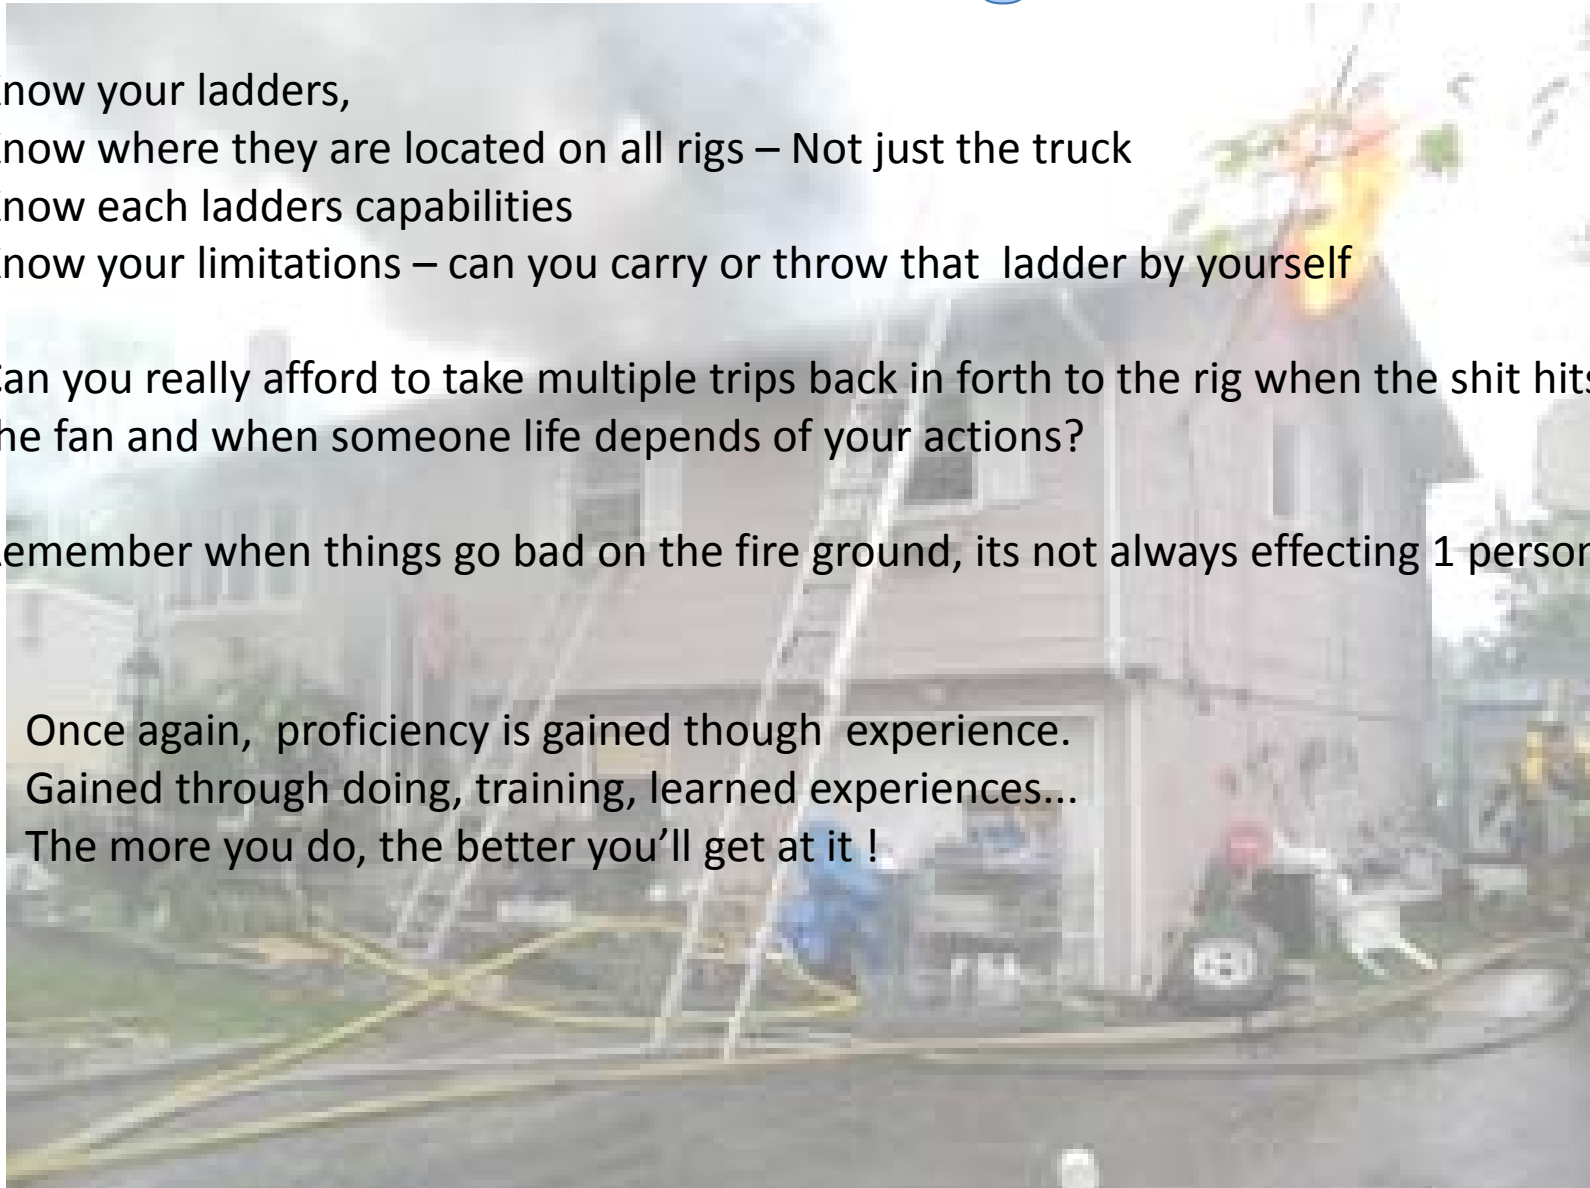 now your ladders,
now where they are located on all rigs – Not just the truck
now each ladders capabilities
now your limitations – can you carry or throw that  ladder by yourself
an you really afford to take multiple trips back in forth to the rig when the shit hits
he fan and when someone life depends of your actions?
emember when things go bad on the fire ground, its not always effecting 1 person
Once again,  proficiency is gained though  experience.
Gained through doing, training, learned experiences...
The more you do, the better you’ll get at it !